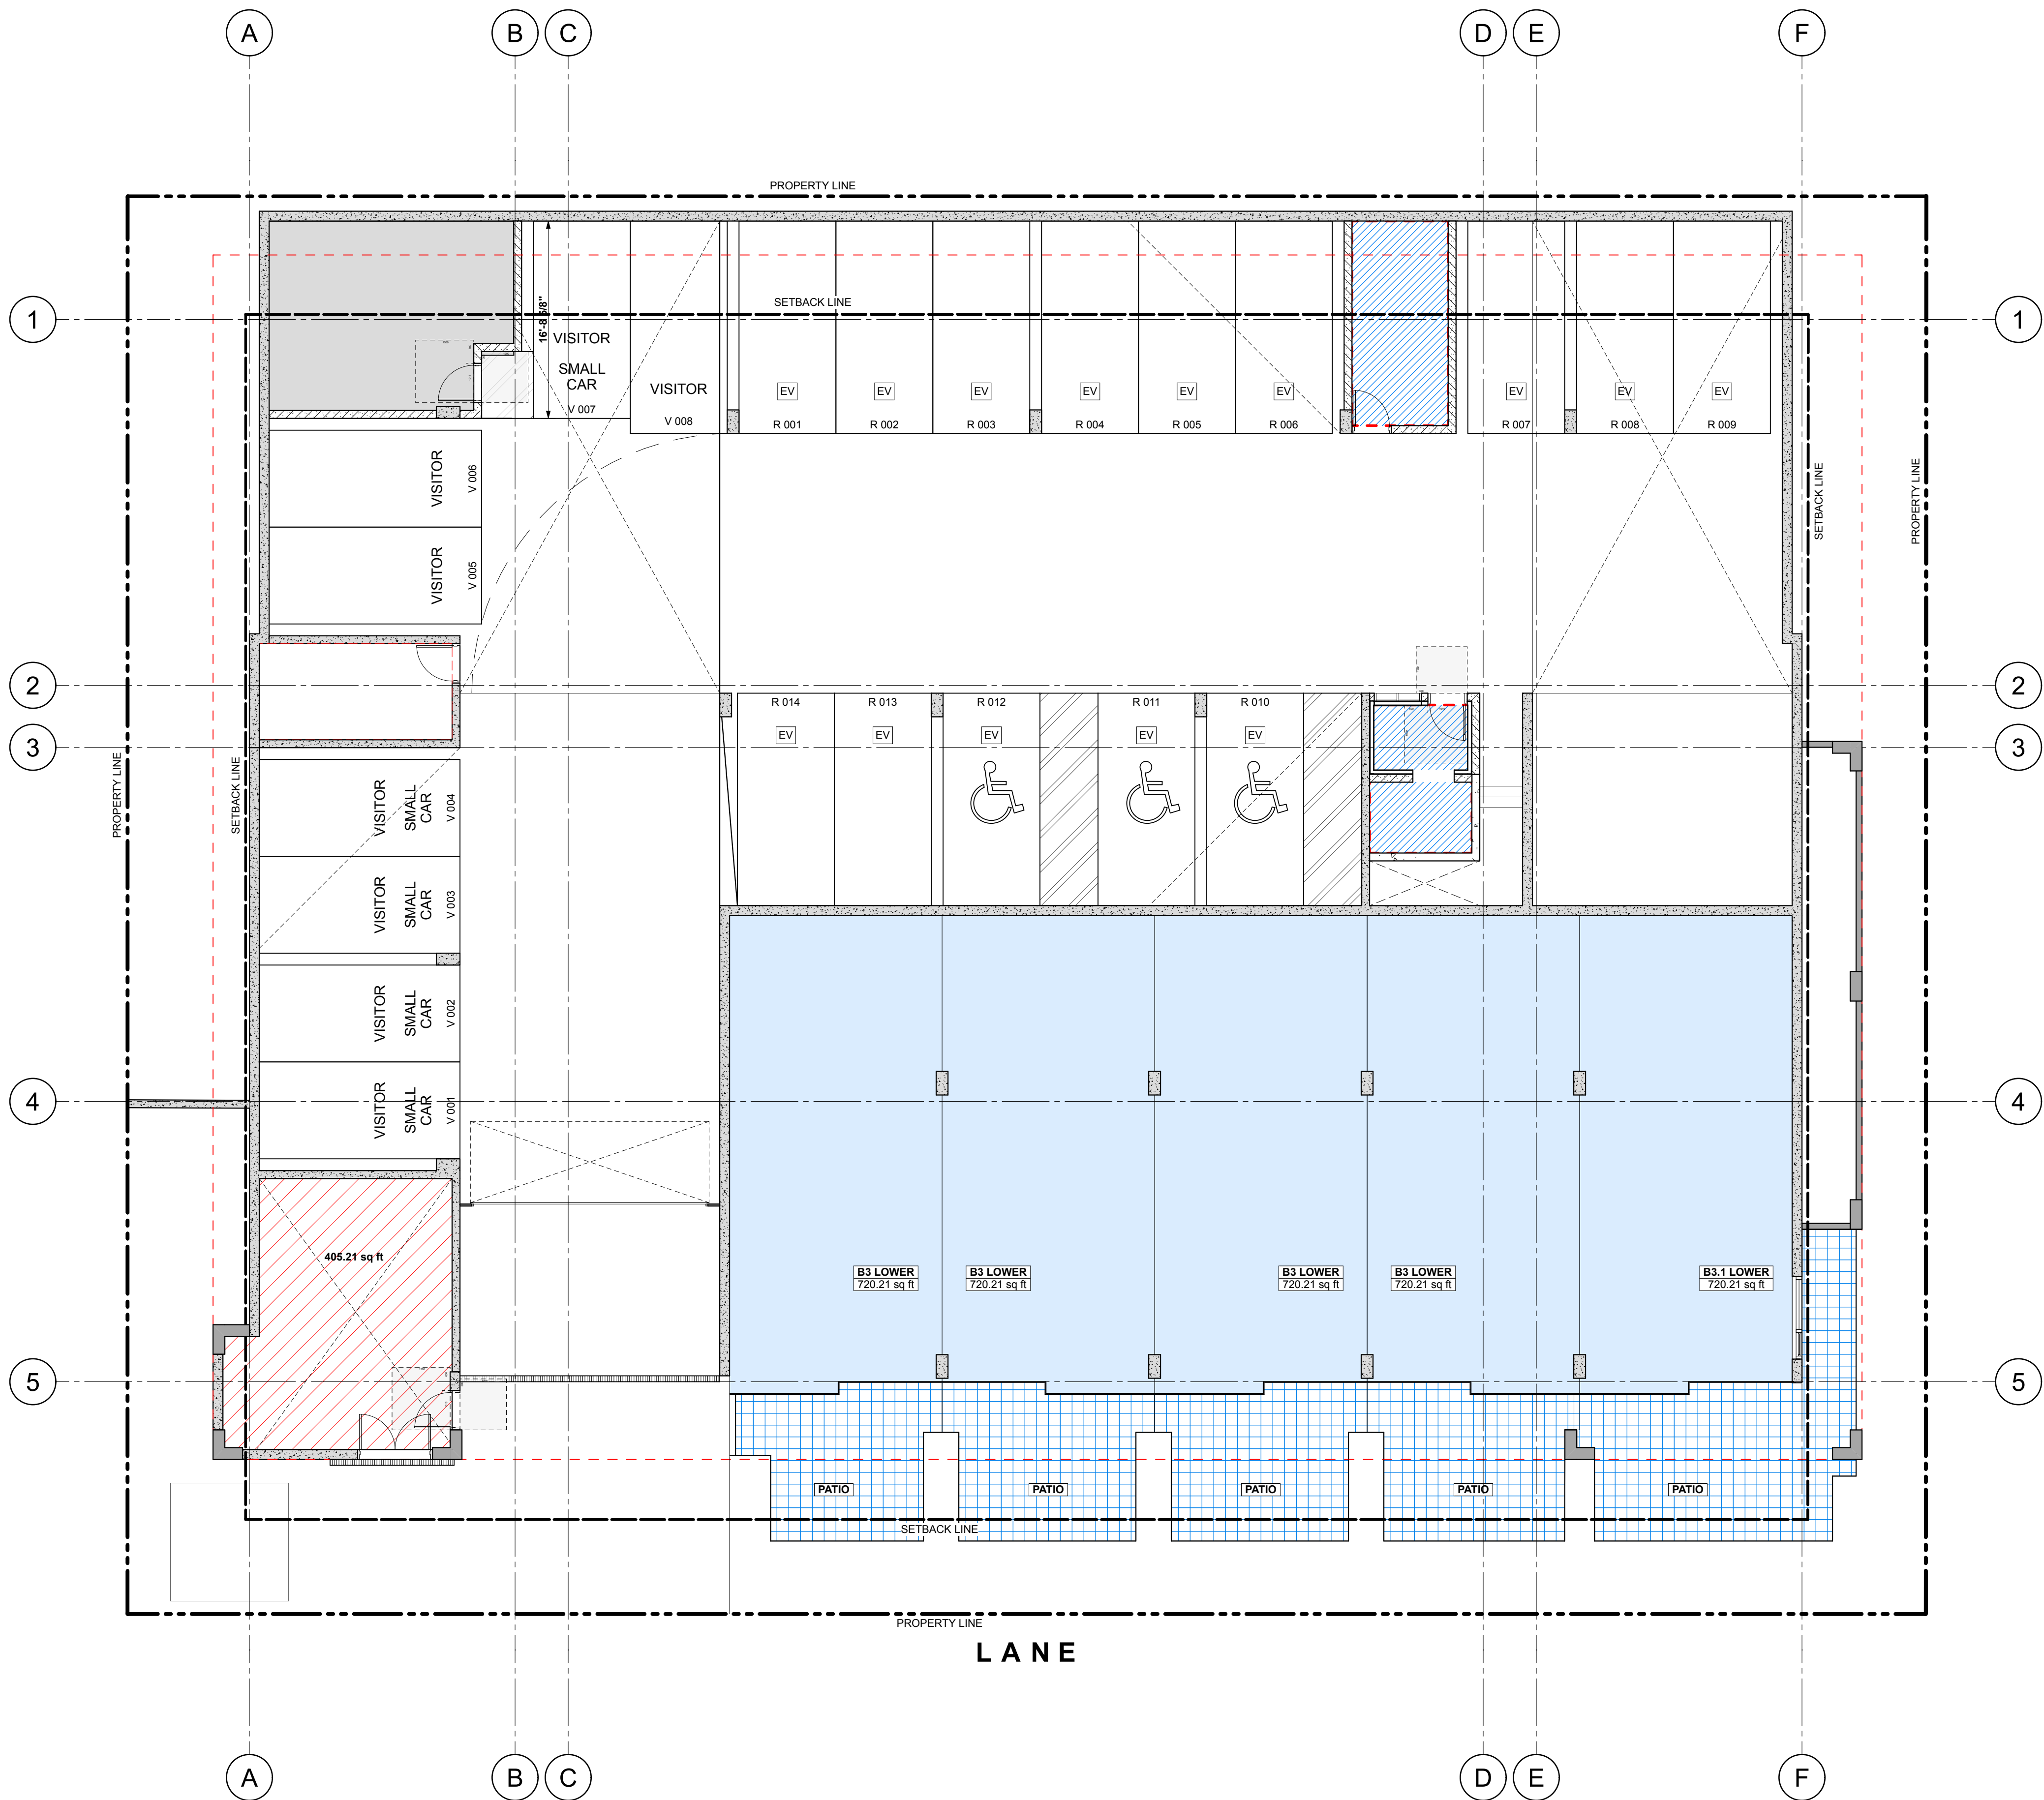 A B C D E F
PROPERTY LINE
SETBACK LINE
1 1
16'-8 5/8"
VISITOR
SMALL
CAR
V 007
VISITOR
V 008
EV EV EV EV EV EV EV EV EV
R 001 R 002 R 003 R 004 R 005 R 006 R 007 R 008 R 009
VISITOR
V 006
VISITOR
V 005
SETBACK LINE
PROPERTY LINE
2 2
R 014 R 013 R 012 R 011 R 010
EV EV EV EV EV
3 3
PROPERTY LINE
SETBACK LINE
VISITOR
SMALL
CAR
V 004
VISITOR
SMALL
CAR
V 003
VISITOR
SMALL
CAR
V 002
VISITOR
SMALL
CAR
V 001
4 4
405.21 sq ft
B3 LOWER
720.21 sq ft
B3 LOWER
720.21 sq ft
B3 LOWER
720.21 sq ft
B3 LOWER
720.21 sq ft
B3.1 LOWER
720.21 sq ft
5 5
PATIO PATIO PATIO PATIO PATIO
SETBACK LINE
PROPERTY LINE
LANE
A B C D E F